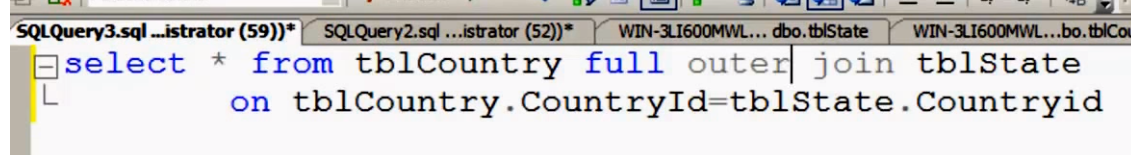 SQLQuery3.sql ...istrator (59))* SQLQuery2.sql ...istrator (52))* WIN-3LI600MWL... dbo.tblState WIN-3LI600MWL...bo.tblCou
select * from tblCountry full outer join tblState
on tblCountry.CountryId=tblState.Countryid